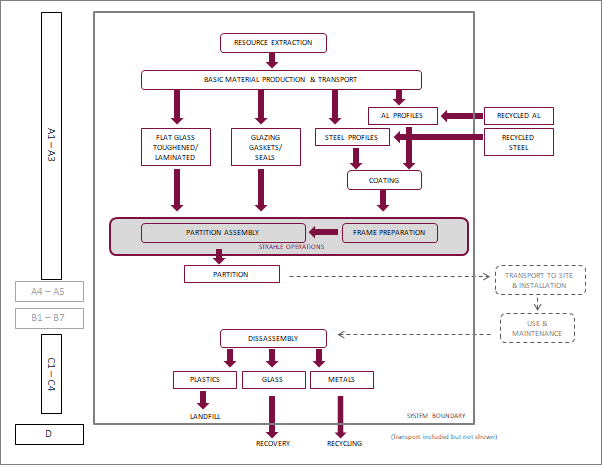 RESOURCE EXTRACTION
BASIC MATERIAL PRODUCTION & TRANSPORT
AL PROFILES
RECYCLED AL
A1 – A3
FLAT GLASS
TOUGHENED/
LAMINATED
GLAZING
GASKETS/
SEALS
STEEL PROFILES
RECYCLED
STEEL
COATING
PARTITION ASSEMBLY
FRAME PREPARATION
STRAHLE OPERATIONS
PARTITION
TRANSPORT TO SITE
& INSTALLATION
A4 – A5
B1 – B7
USE &
MAINTENANCE
DISSASSEMBLY
C1 – C4
PLASTICS
GLASS
METALS
LANDFILL
SYSTEM BOUNDARY
D
RECOVERY
RECYCLING
(Transport included but not shown)